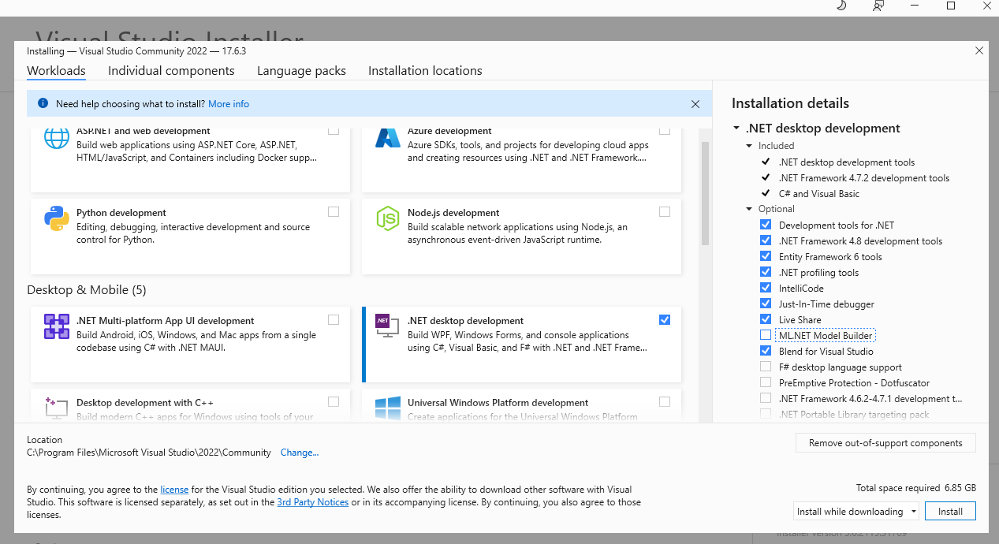 Visual Studio Installer
Installing — Visual Studio Community 2022 — 17.6.3
Workloads
Individual components
Language packs
Installation locations
Need help choosing what to install? More info
ASP.NET and web development
Build web applications using ASP.NET Core, ASP.NET,
HTML/JavaScript, and Containers including Docker supp...
Azure development
Azure SDKs, tools, and projects for developing cloud apps
and creating resources using .NET and .NET Framework....
Python development
Editing, debugging, interactive development and source
control for Python.
Node.js development
Build scalable network applications using Node.js, an
asynchronous event-driven JavaScript runtime.
Desktop & Mobile (5)
.NET Multi-platform App UI development
Build Android, iOS, Windows, and Mac apps from a single
codebase using C# with .NET MAUI.
.NET
.NET desktop development
Build WPF, Windows Forms, and console applications
using C#, Visual Basic, and F# with .NET and .NET Frame...
Desktop development with C++
Build modern C++ apps for Windows using tools of your
Universal Windows Platform development
Create applications for the Universal Windows Platform
Installation details
.NET desktop development
Included
.NET desktop development tools
.NET Framework 4.7.2 development tools
C# and Visual Basic
Optional
Development tools for .NET
.NET Framework 4.8 development tools
Entity Framework 6 tools
.NET profiling tools
IntelliCode
Just-In-Time debugger
Live Share
ML.NET Model Builder
Blend for Visual Studio
F# desktop language support
PreEmptive Protection - Dotfuscator
.NET Framework 4.6.2-4.7.1 development t...
.NET Portable Library targeting pack
Location
C:\Program Files\Microsoft Visual Studio\2022\Community Change...
Remove out-of-support components
By continuing, you agree to the license for the Visual Studio edition you selected. We also offer the ability to download other software with Visual
Studio. This software is licensed separately, as set out in the 3rd Party Notices or in its accompanying license. By continuing, you also agree to those
licenses.
Total space required 6.85 GB
Install while downloading
Install